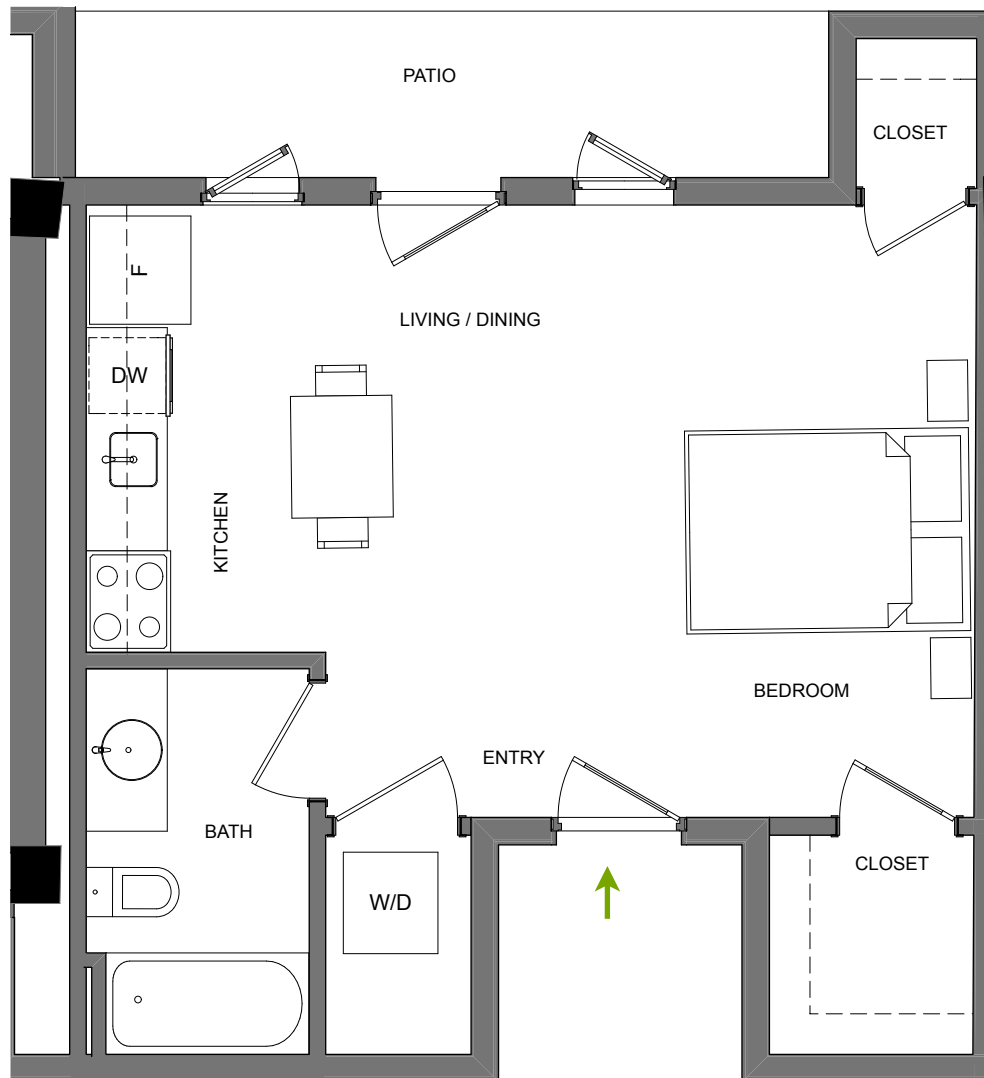 PATIO
CLOSET
F
LIVING / DINING
DW
KITCHEN
BEDROOM
ENTRY
BATH
CLOSET
W/D